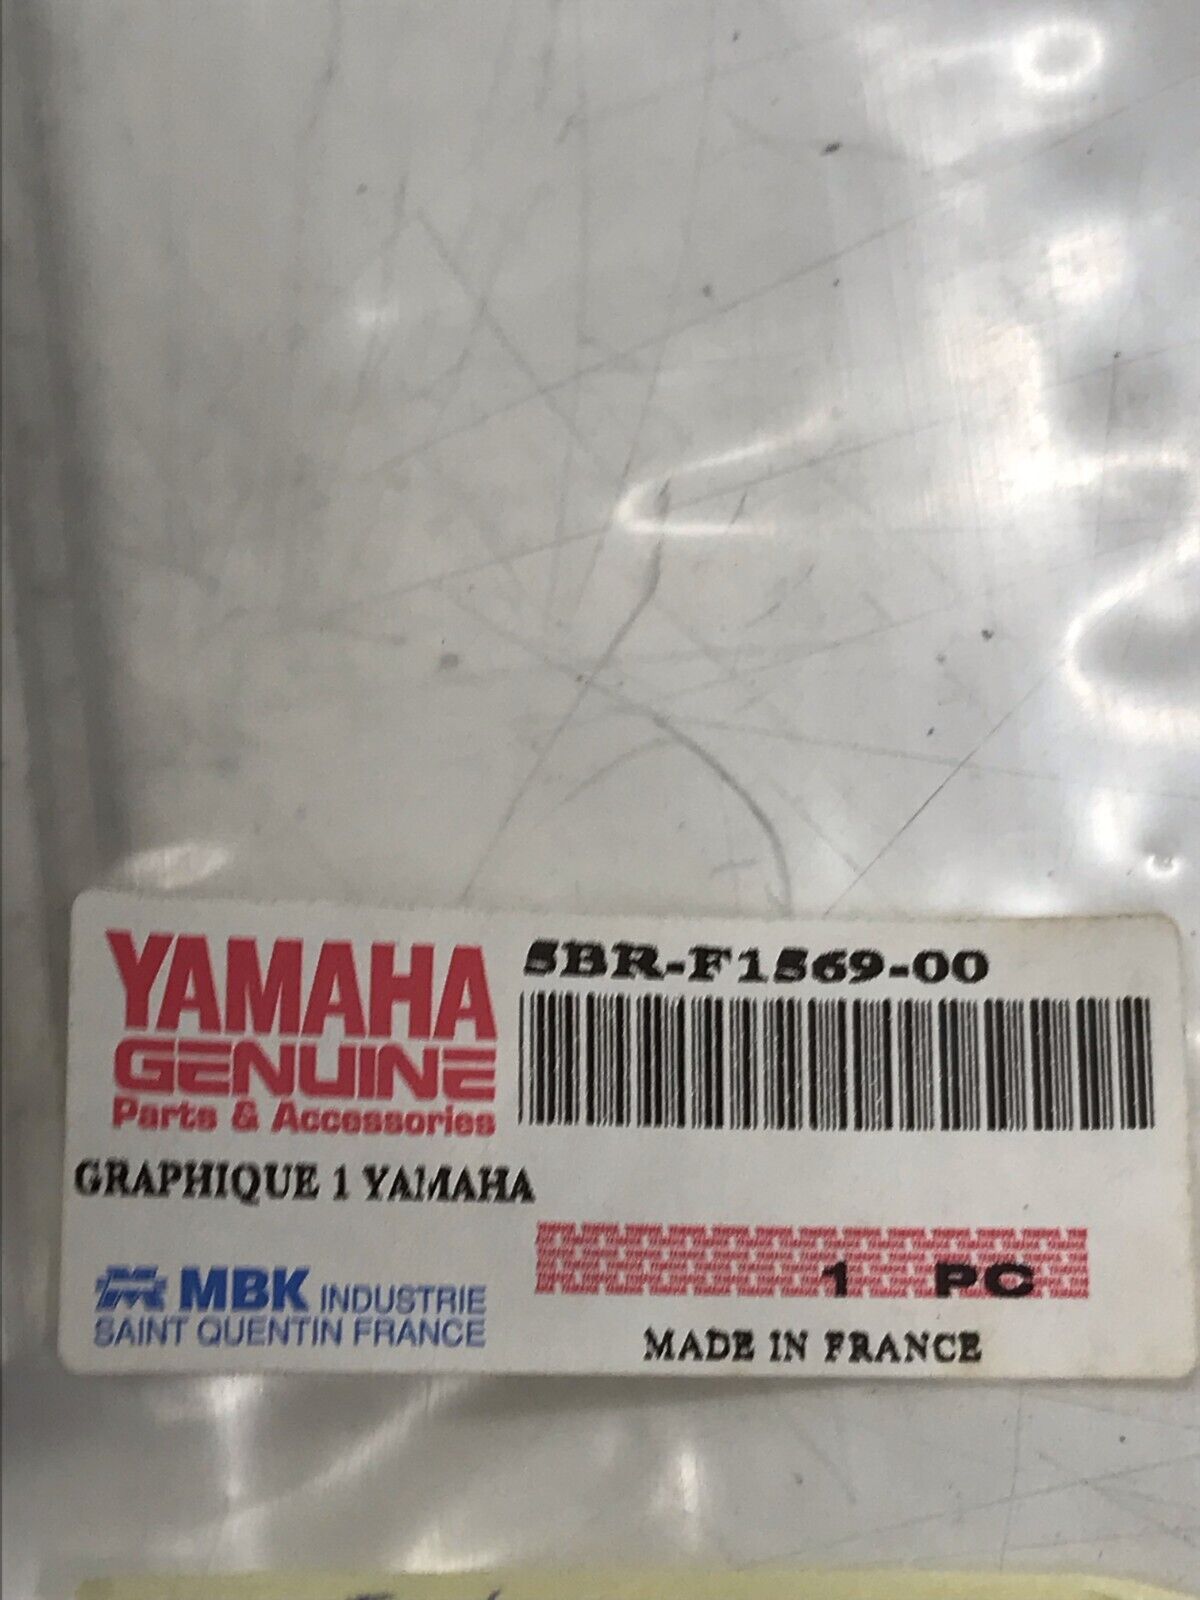 YAMAHA
GENUINE
Parts & Accessories
5BR-F1569-00
GRAPHIQUE 1 YAMAHA
1 PC
MBK INDUSTRIE
SAINT QUENTIN FRANCE
MADE IN FRANCE